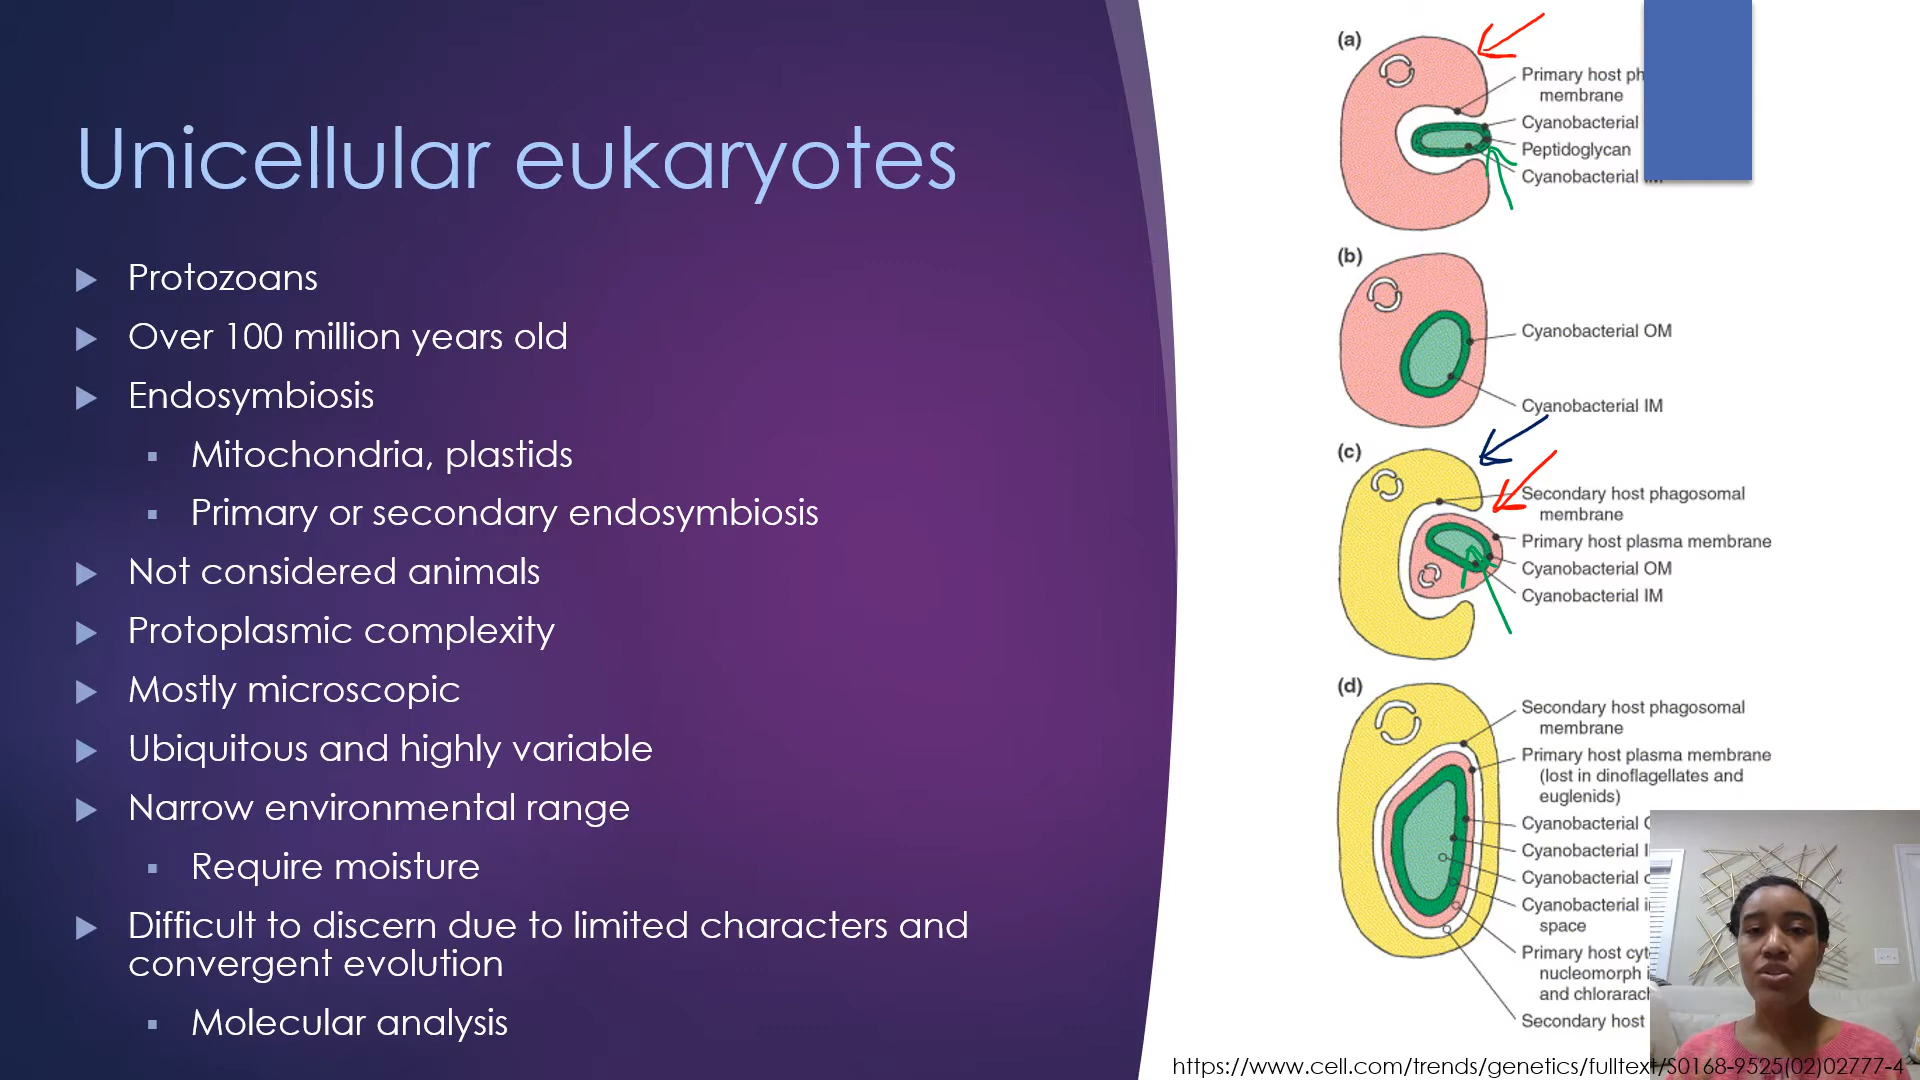 Unicellular eukaryotes
Protozoans
Over 100 million years old
Endosymbiosis
Mitochondria, plastids
Primary or secondary endosymbiosis
Not considered animals
Protoplasmic complexity
Mostly microscopic
Ubiquitous and highly variable
Narrow environmental range
Require moisture
Difficult to discern due to limited characters and
convergent evolution
Molecular analysis
(a)
Primary host
membrane
Cyanobacterial
Peptidoglycan
Cyanobacterial
(b)
Cyanobacterial OM
Cyanobacterial IM
(c)
Secondary host phagosomal
membrane
Primary host plasma membrane
Cyanobacterial OM
Cyanobacterial IM
(d)
Secondary host phagosomal
membrane
Primary host plasma membrane
(lost in dinoflagellates and
euglenids)
Cyanobacterial
Cyanobacterial
Cyanobacterial
Cyanobacterial
space
Primary host
nucleomorph
and
Secondary host
https://www.cell.com/trends/genetics/fulltext/S0168-9525(02)02777-4